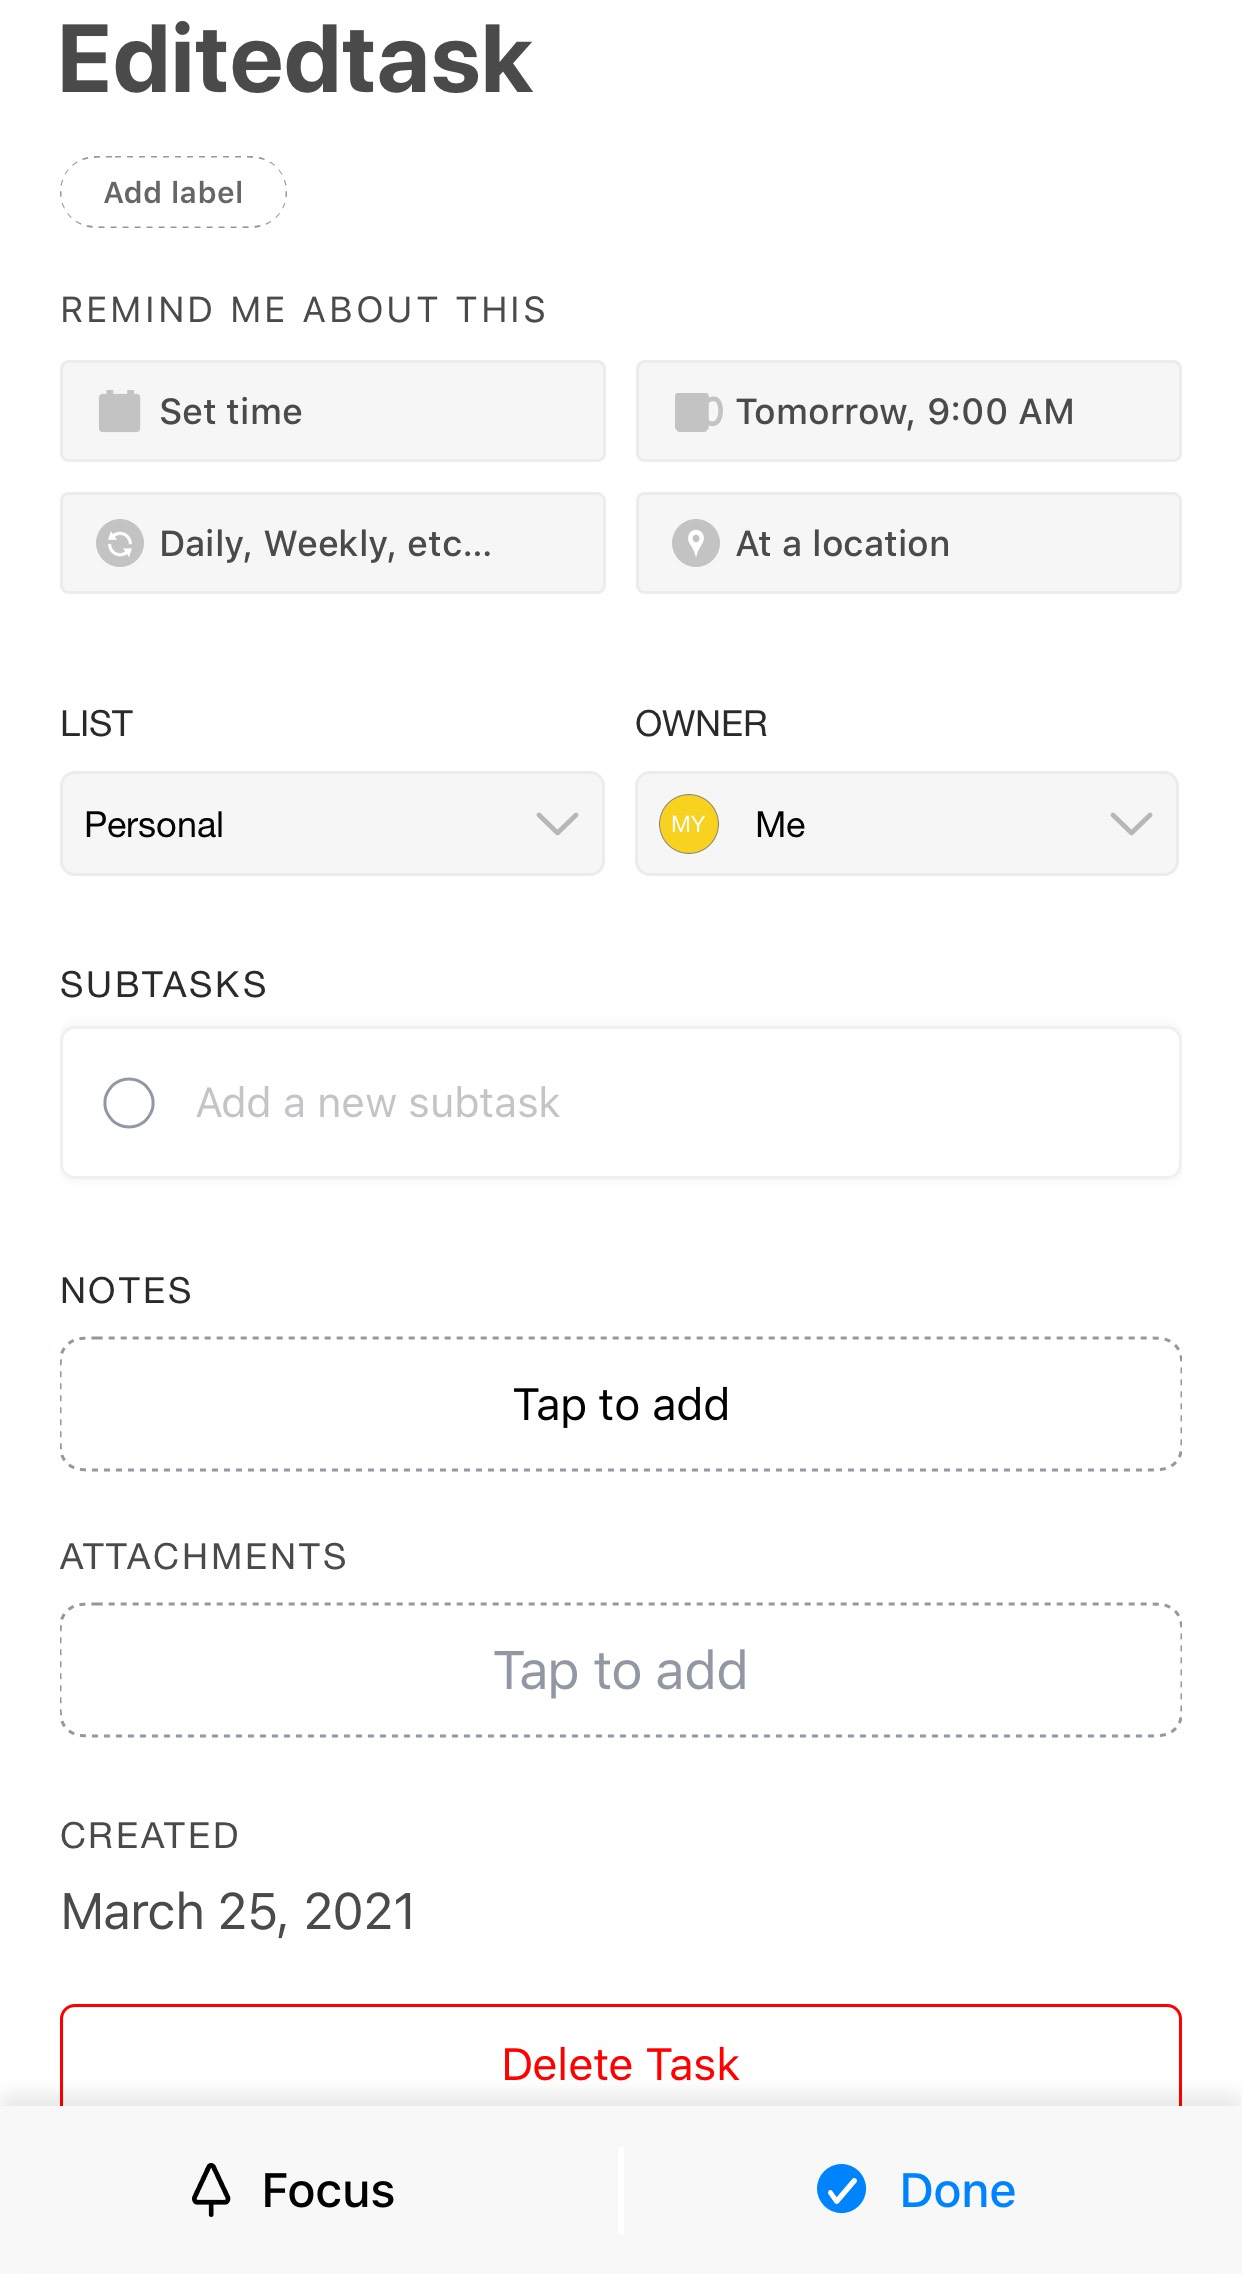 Editedtask
Add label
REMIND ME ABOUT THIS
Set time
Tomorrow, 9:00 AM
Daily, Weekly, etc...
At a location
LIST
OWNER
Personal
MY
Me
SUBTASKS
Add a new subtask
NOTES
Tap to add
ATTACHMENTS
Tap to add
CREATED
March 25, 2021
Delete Task
Focus
Done